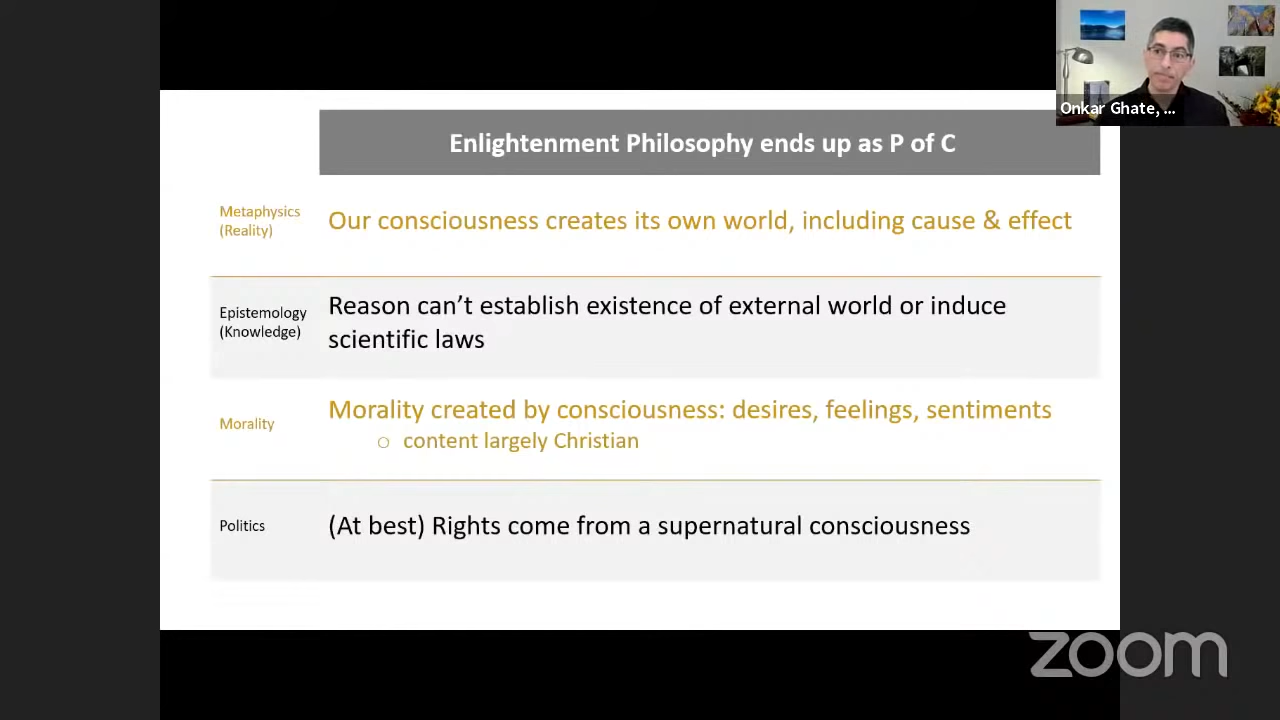 Onkar Ghate, ...
Enlightenment Philosophy ends up as P of C
Metaphysics
(Reality)
Our consciousness creates its own world, including cause & effect
Epistemology
(Knowledge)
Reason can’t establish existence of external world or induce
scientific laws
Morality
Morality created by consciousness: desires, feelings, sentiments
○ content largely Christian
Politics
(At best) Rights come from a supernatural consciousness
zoom